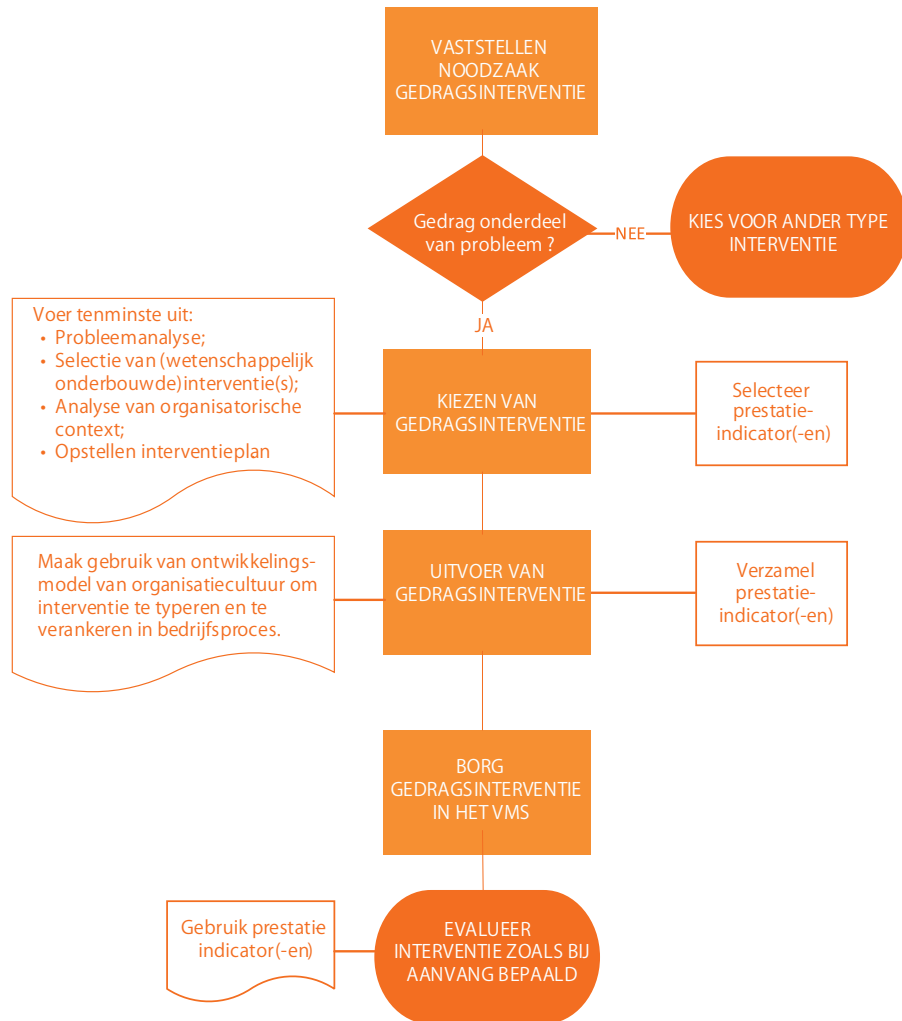 VASTSTELLEN
NOODZAAK
GEDRAGSINTERVENTIE
Gedrag onderdeel
van probleem ?
NEE
KIES VOOR ANDER TYPE
INTERVENTIE
JA
Voer tenminste uit:
• Probleemanalyse;
• Selectie van (wetenschappelijk
onderbouwde) interventie(s);
• Analyse van organisatorische
context;
• Opstellen interventieplan
KIEZEN VAN
GEDRAGSINTERVENTIE
Selecteer
prestatie-
indicator(-en)
Maak gebruik van ontwikkelings-
model van organisatiecultuur om
interventie te typeren en te
verankeren in bedrijfsproces.
UITVOER VAN
GEDRAGSINTERVENTIE
Verzamel
prestatie-
indicator(-en)
BORG
GEDRAGSINTERVENTIE
IN HET VMS
Gebruik prestatie
indicator(-en)
EVALUEER
INTERVENTIE ZOALS BIJ
AANVANG BEPAALD